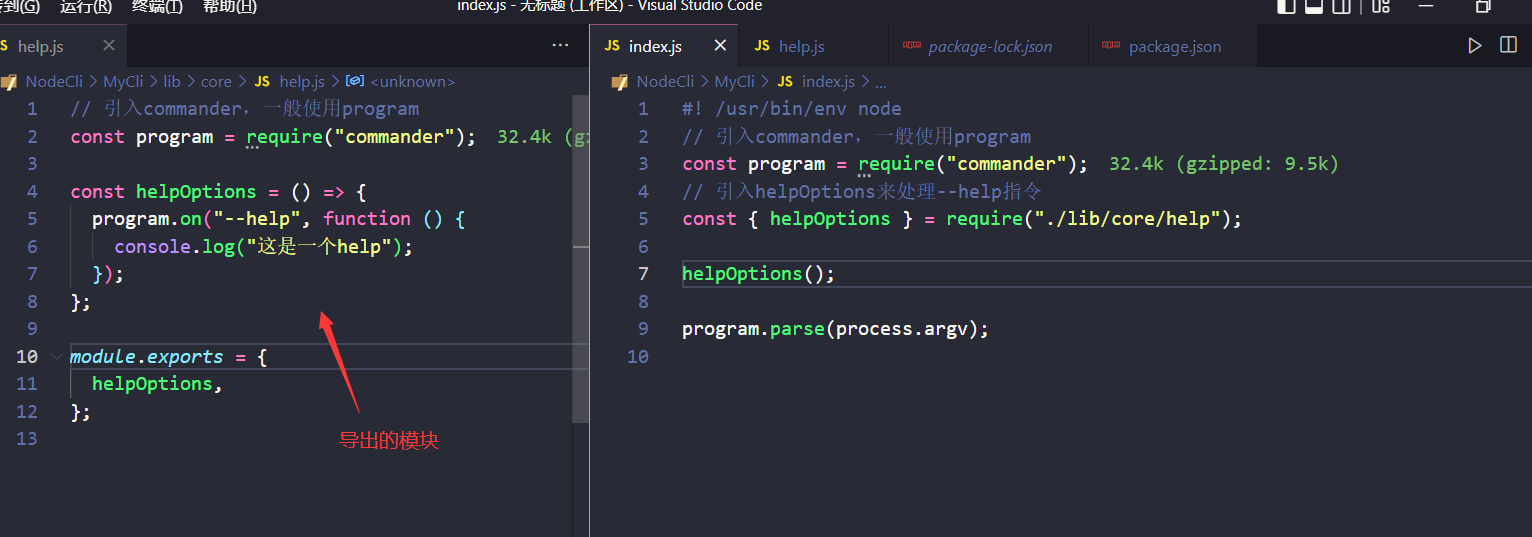 转到(G) 运行(R) 终端(T) 帮助(H) index.js - 无标题 (工作区) - Visual Studio Code
JS help.js
NodeCli > MyCli > lib > core > JS help.js > <unknown>
1 // 引入commander，一般使用program
2 const program = require("commander"); 32.4k (gz
3
4 const helpOptions = () => {
5 program.on("--help", function () {
6 console.log("这是一个help");
7 });
8 };
9
10 module.exports = {
11 helpOptions,
12 };
13
导出的模块
JS index.js JS help.js package-lock.json package.json
NodeCli > MyCli > JS index.js > ...
1 #! /usr/bin/env node
2 // 引入commander，一般使用program
3 const program = require("commander"); 32.4k (gzipped: 9.5k)
4 // 引入helpOptions来处理--help指令
5 const { helpOptions } = require("./lib/core/help");
6
7 helpOptions();
8
9 program.parse(process.argv);
10